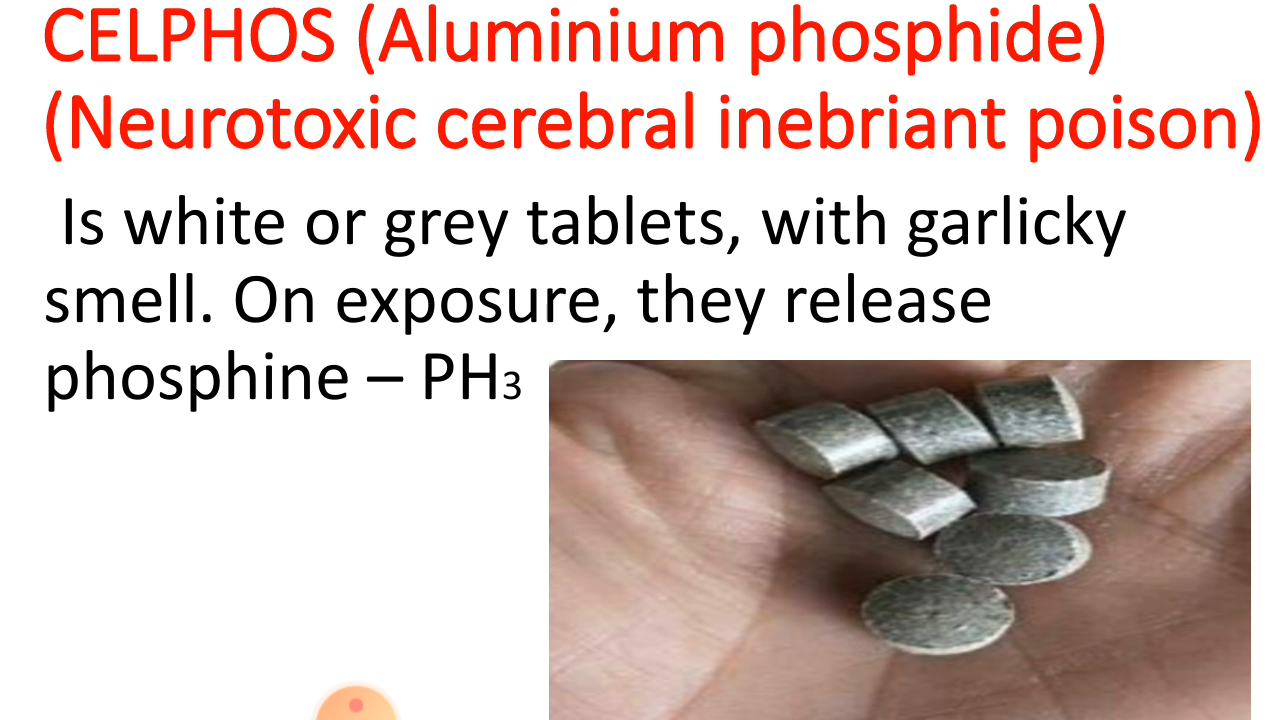 CELPHOS (Aluminium phosphide)
(Neurotoxic cerebral inebriant poison)
Is white or grey tablets, with garlicky
smell. On exposure, they release
phosphine – PH₃